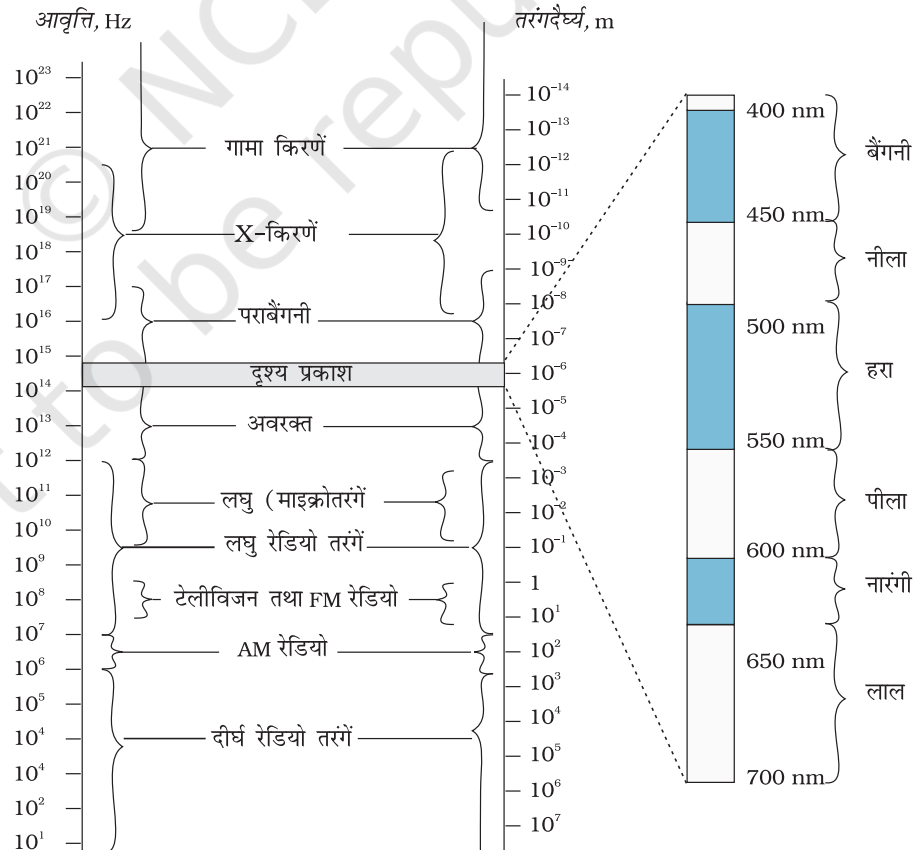 आवृत्ति, Hz
तरंगदैर्घ्य, m
10²³
10²²
10²¹
10²⁰
10¹⁹
10¹⁸
10¹⁷
10¹⁶
10¹⁵
10¹⁴
10¹³
10¹²
10¹¹
10¹⁰
10⁹
10⁸
10⁷
10⁶
10⁵
10⁴
10⁴
10²
10¹
गामा किरणें
X-किरणें
पराबैंगनी
दृश्य प्रकाश
अवरक्त
लघु (माइक्रोतरंगें
लघु रेडियो तरंगें
टेलीविजन तथा FM रेडियो
AM रेडियो
दीर्घ रेडियो तरंगें
10⁻¹⁴
10⁻¹³
10⁻¹²
10⁻¹¹
10⁻¹⁰
10⁻⁹
10⁻⁸
10⁻⁷
10⁻⁶
10⁻⁵
10⁻⁴
10⁻³
10⁻²
10⁻¹
1
10¹
10²
10³
10⁴
10⁵
10⁶
10⁷
400 nm
450 nm
500 nm
550 nm
600 nm
650 nm
700 nm
बैंगनी
नीला
हरा
पीला
नारंगी
लाल
© NC
to be repu